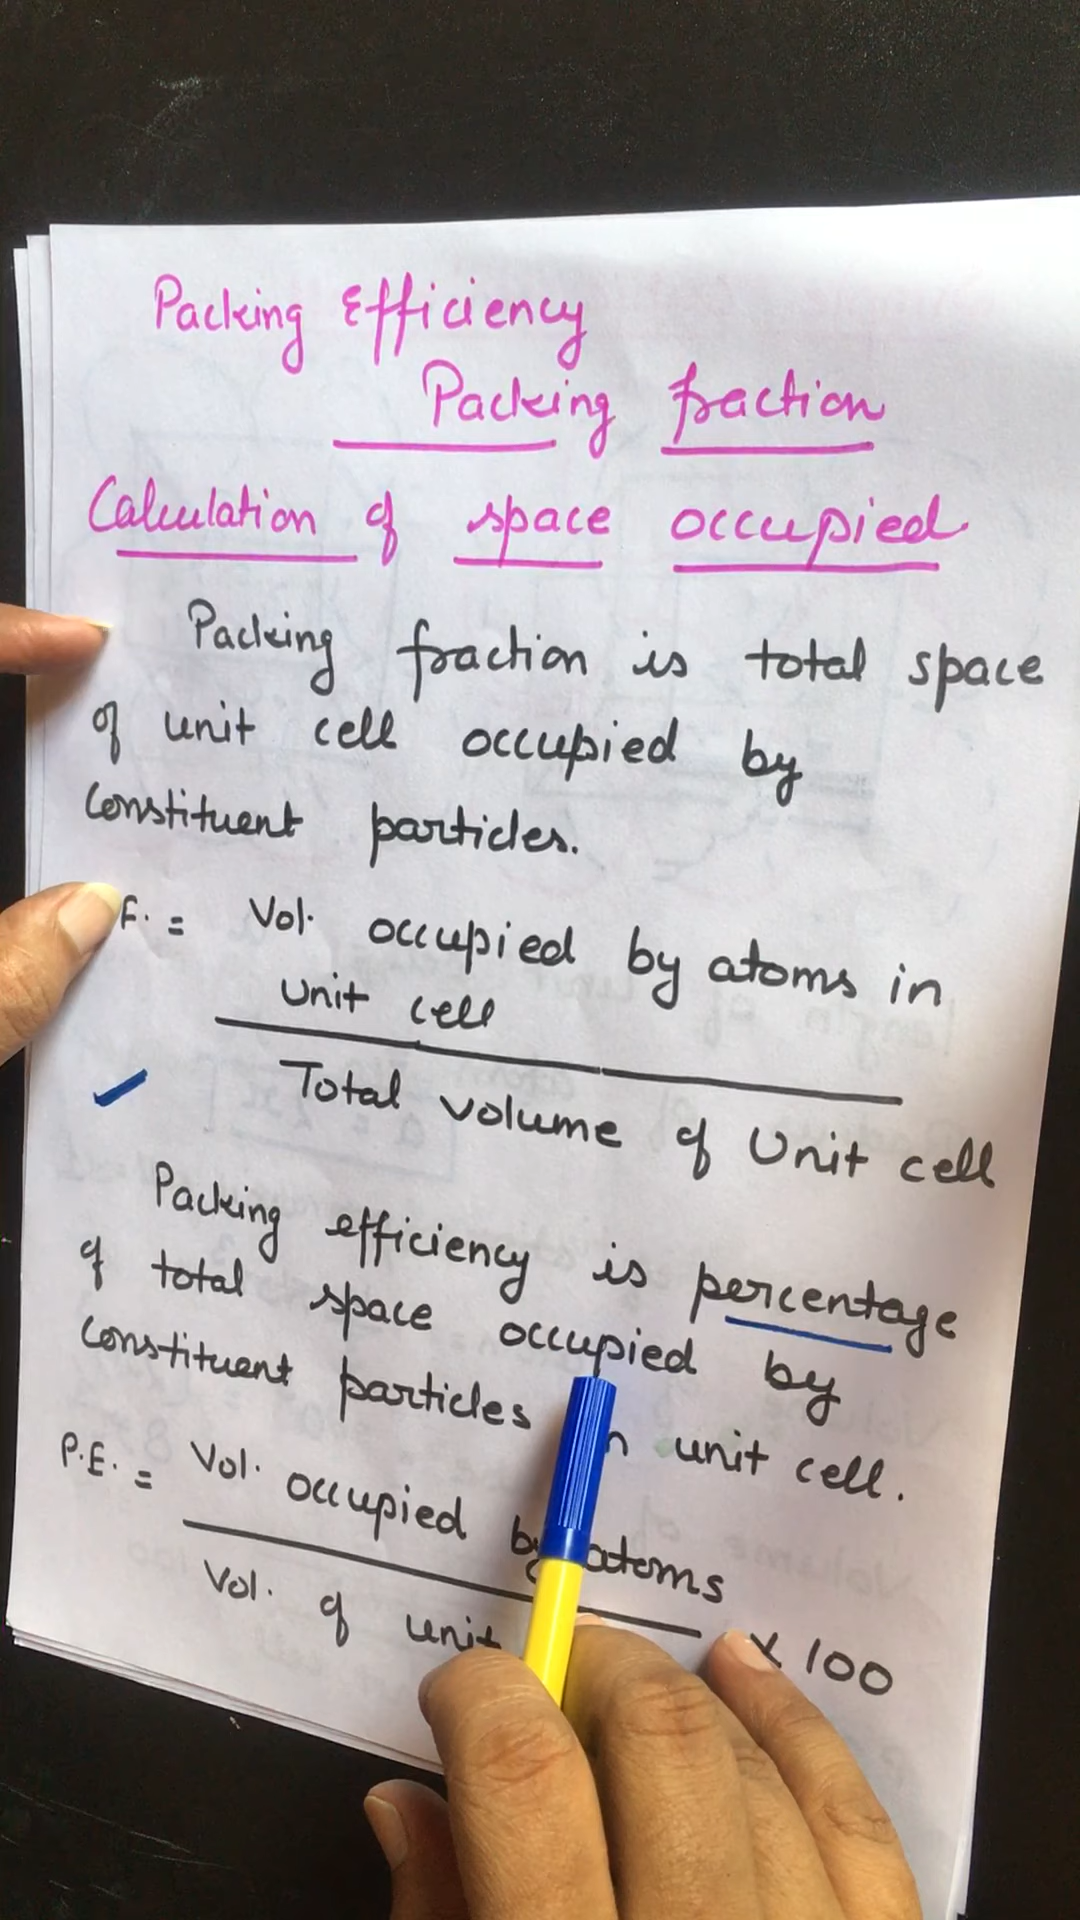 Packing Efficiency
Packing fraction
Calculation of space occupied
Packing fraction is total space
of unit cell occupied by
constituent particles.
F. = Vol. occupied by atoms in
unit cell
Total volume of Unit cell
Packing efficiency is percentage
of total space occupied by
constituent particles n unit cell.
P.E. = Vol. occupied by atoms
Vol. of unit × 100